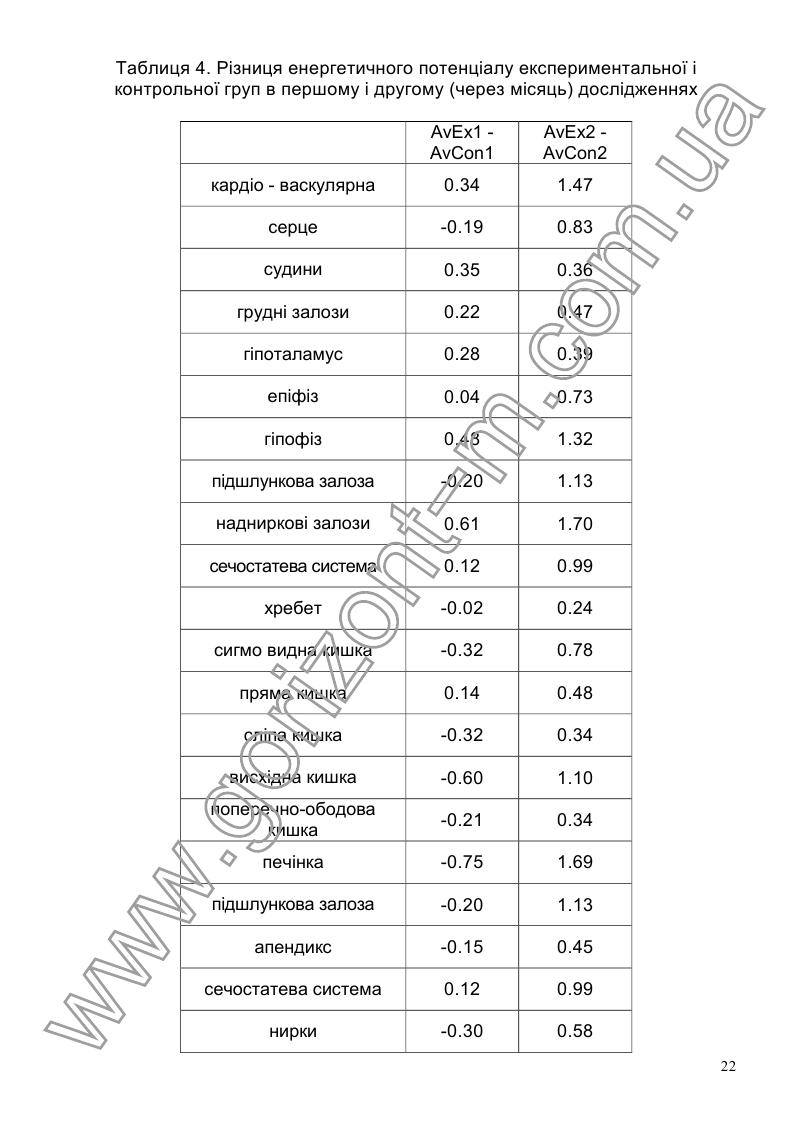 Таблиця 4. Різниця енергетичного потенціалу експериментальної і
контрольної груп в першому і другому (через місяць) дослідженнях
AvEx1 - AvEx2 -
AvCon1 AvCon2
кардіо - васкулярна 0.34 1.47
серце -0.19 0.83
судини 0.35 0.36
грудні залози 0.22 0.47
гіпоталамус 0.28 0.39
епіфіз 0.04 0.73
гіпофіз 0.43 1.32
підшлункова залоза -0.20 1.13
надниркові залози 0.61 1.70
сечостатева система 0.12 0.99
хребет -0.02 0.24
сигмо видна кишка -0.32 0.78
пряма кишка 0.14 0.48
сліпа кишка -0.32 0.34
висхідна кишка -0.60 1.10
поперечно-ободова
кишка -0.21 0.34
печінка -0.75 1.69
підшлункова залоза -0.20 1.13
апендикс -0.15 0.45
сечостатева система 0.12 0.99
нирки -0.30 0.58
www.gorizont--m.com.ua
22